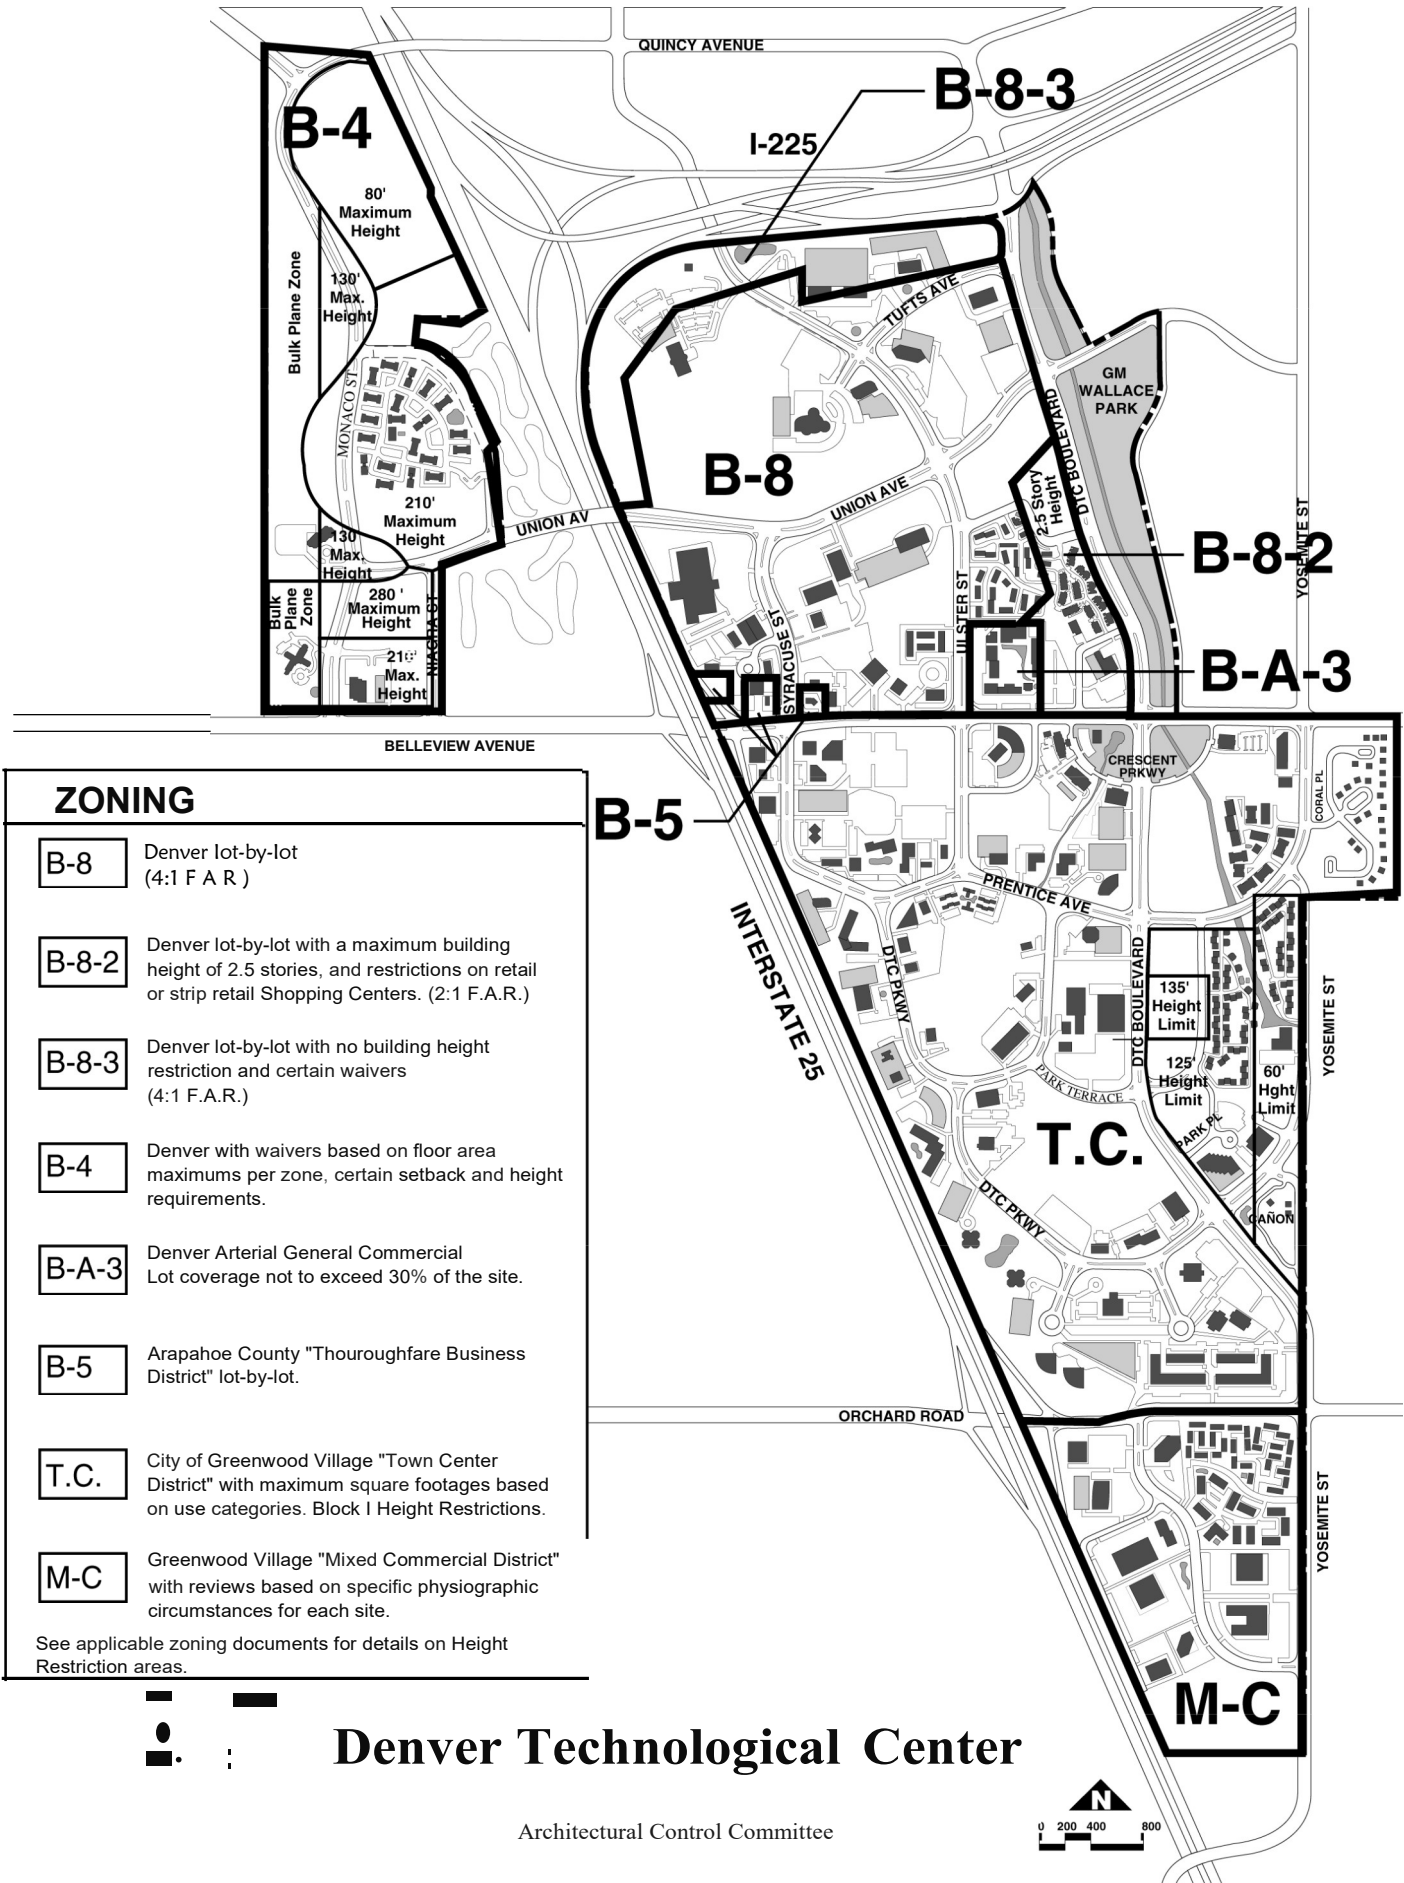 QUINCY AVENUE
B-8-3
I-225
B-4
80'
Maximum
Height
Bulk Plane Zone
130'
Max.
Height
TUFTS AVE
GM
WALLACE
PARK
MONACO ST
DTC BOULEVARD
B-8
2.5 Story
Height
UNION AVE
210'
Maximum
Height
UNION AV
130'
Max.
Height
B-8-2
YOSEMITE ST
Bulk
Plane
Zone
280 '
Maximum
Height
NIAGRA ST
ULSTER ST
SYRACUSE ST
210'
Max.
Height
B-A-3
BELLEVIEW AVENUE
CRESCENT
PRKWY
CORAL PL
B-5
PRENTICE AVE
INTERSTATE 25
DTC PKWY
DTC BOULEVARD
135'
Height
Limit
YOSEMITE ST
125'
Height
Limit
60'
Hght
Limit
PARK TERRACE
PARK PL
T.C.
DTC PKWY
CAÑON
ORCHARD ROAD
YOSEMITE ST
M-C
ZONING
B-8
Denver lot-by-lot
(4:1 F A R )
B-8-2
Denver lot-by-lot with a maximum building
height of 2.5 stories, and restrictions on retail
or strip retail Shopping Centers. (2:1 F.A.R.)
B-8-3
Denver lot-by-lot with no building height
restriction and certain waivers
(4:1 F.A.R.)
B-4
Denver with waivers based on floor area
maximums per zone, certain setback and height
requirements.
B-A-3
Denver Arterial General Commercial
Lot coverage not to exceed 30% of the site.
B-5
Arapahoe County "Thouroughfare Business
District" lot-by-lot.
T.C.
City of Greenwood Village "Town Center
District" with maximum square footages based
on use categories. Block I Height Restrictions.
M-C
Greenwood Village "Mixed Commercial District"
with reviews based on specific physiographic
circumstances for each site.
See applicable zoning documents for details on Height
Restriction areas.
Denver Technological Center
Architectural Control Committee
N
0 200 400 800